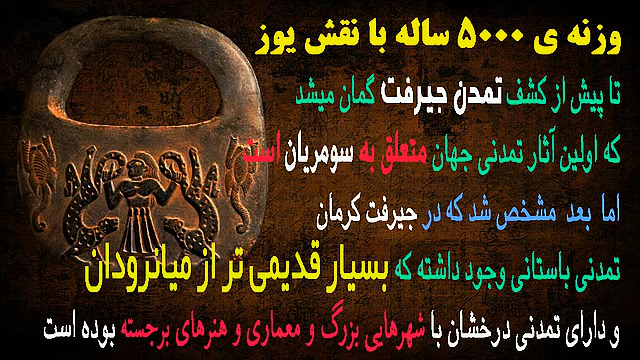 وزنه ی ۵۰۰۰ ساله با نقش یوز
تا پیش از کشف تمدن جیرفت گمان میشد
که اولین آثار تمدنی جهان متعلق به سومریان است
اما بعد مشخص شد که در جیرفت کرمان
تمدنی باستانی وجود داشته که بسیار قدیمی تر از میانرودان
و دارای تمدنی درخشان با شهرهایی بزرگ و معماری و هنرهای برجسته بوده است